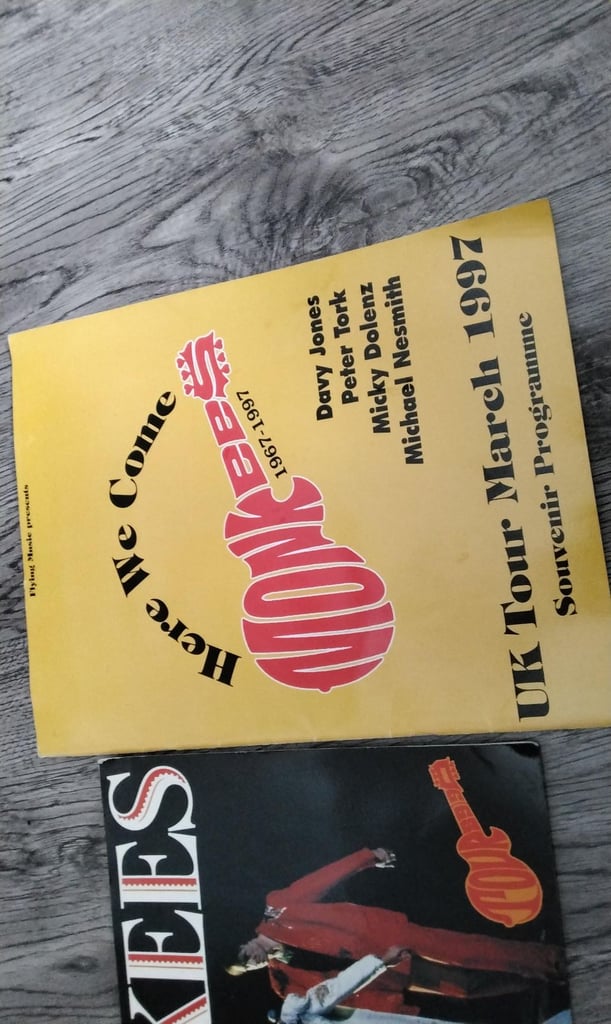 Flying Music presents
Here We Come
MONKEES
1967-1997
Davy Jones
Peter Tork
Micky Dolenz
Michael Nesmith
UK Tour March 1997
Souvenir Programme
KEES
TOUR